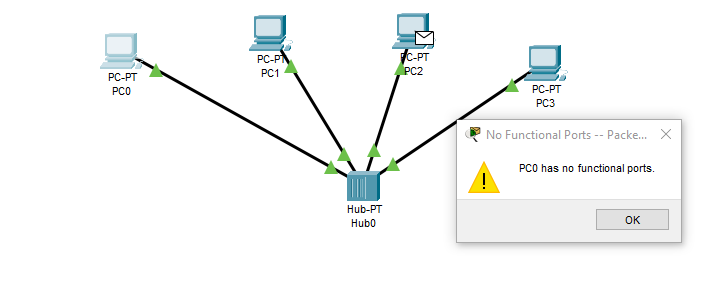 PC-PT
PC0
PC-PT
PC1
PC-PT
PC2
PC-PT
PC3
Hub-PT
Hub0
No Functional Ports -- Packe...
PC0 has no functional ports.
OK